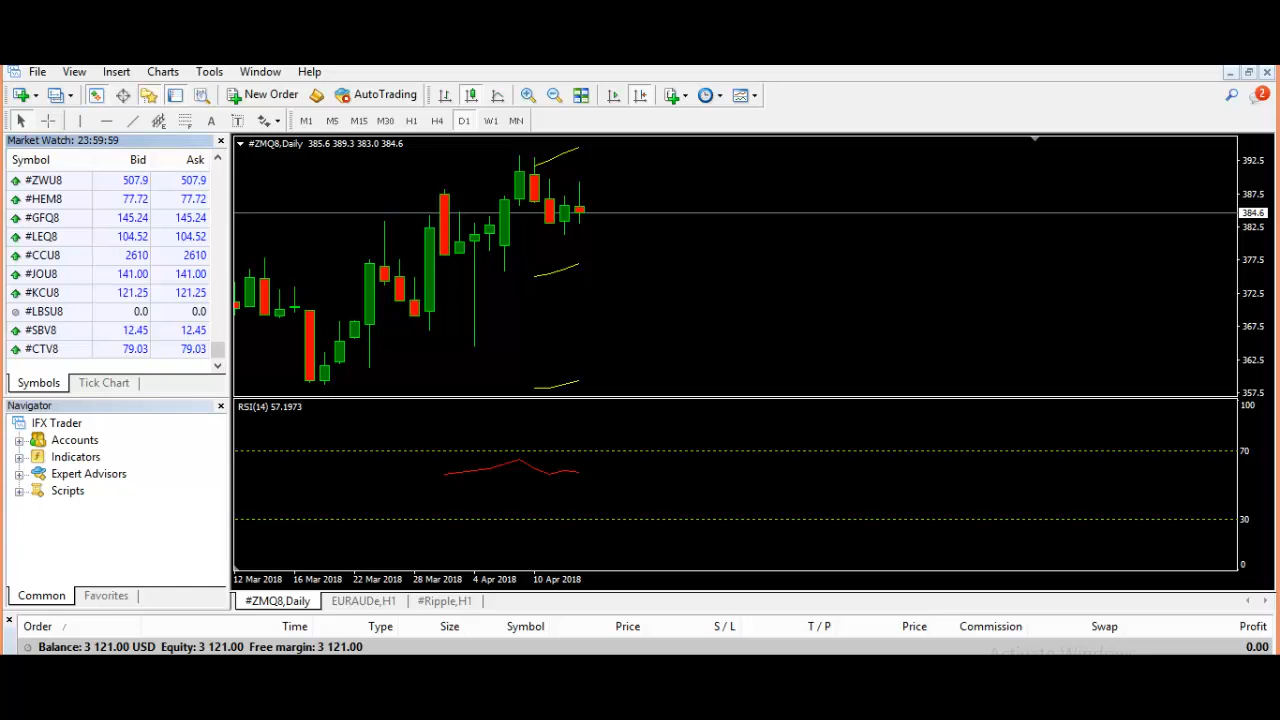 File View Insert Charts Tools Window Help
New Order AutoTrading 2
A T M1 M5 M15 M30 H1 H4 D1 W1 MN
Market Watch: 23:59:59
Symbol Bid Ask
#ZWU8 507.9 507.9
#HEM8 77.72 77.72
#GFQ8 145.24 145.24
#LEQ8 104.52 104.52
#CCU8 2610 2610
#JOU8 141.00 141.00
#KCU8 121.25 121.25
#LBSU8 0.0 0.0
#SBV8 12.45 12.45
#CTV8 79.03 79.03
Symbols Tick Chart
Navigator
IFX Trader
Accounts
Indicators
Expert Advisors
Scripts
Common Favorites
#ZMQ8,Daily 385.6 389.3 383.0 384.6
392.5
387.5
384.6
382.5
377.5
372.5
367.5
362.5
357.5
RSI(14) 57.1973
100
70
30
0
12 Mar 2018 16 Mar 2018 22 Mar 2018 28 Mar 2018 4 Apr 2018 10 Apr 2018
#ZMQ8,Daily EURAUDe,H1 #Ripple,H1
Order / Time Type Size Symbol Price S / L T / P Price Commission Swap Profit
Balance: 3 121.00 USD Equity: 3 121.00 Free margin: 3 121.00 0.00
Activate Windows